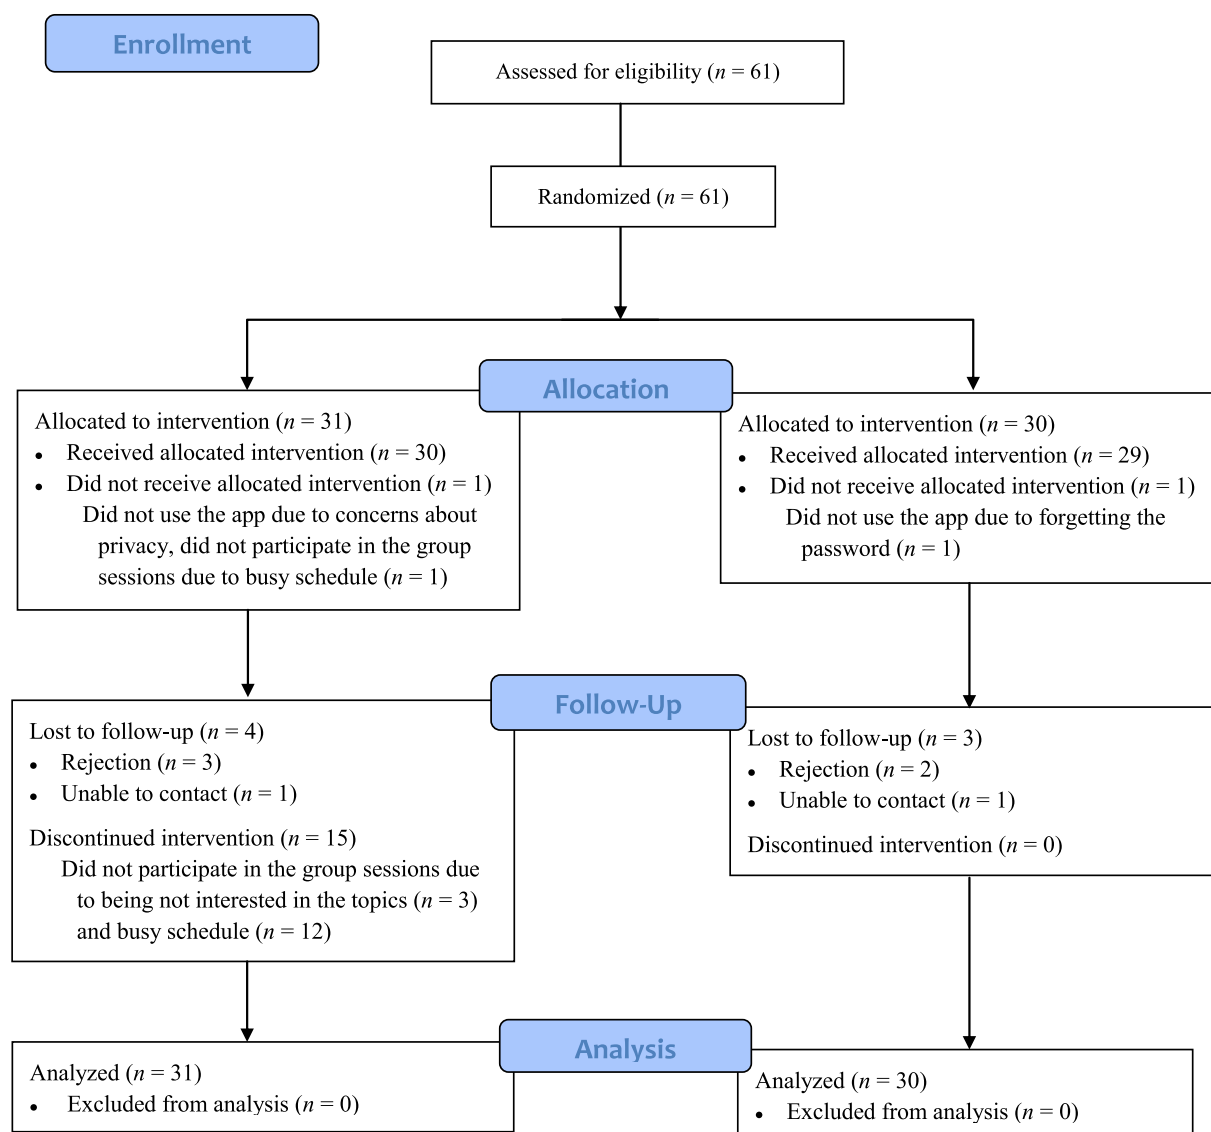 Enrollment
Assessed for eligibility (n = 61)
Randomized (n = 61)
Allocation
Allocated to intervention (n = 31)
• Received allocated intervention (n = 30)
• Did not receive allocated intervention (n = 1)
Did not use the app due to concerns about
privacy, did not participate in the group
sessions due to busy schedule (n = 1)
Allocated to intervention (n = 30)
• Received allocated intervention (n = 29)
• Did not receive allocated intervention (n = 1)
Did not use the app due to forgetting the
password (n = 1)
Follow-Up
Lost to follow-up (n = 4)
• Rejection (n = 3)
• Unable to contact (n = 1)
Discontinued intervention (n = 15)
Did not participate in the group sessions due
to being not interested in the topics (n = 3)
and busy schedule (n = 12)
Lost to follow-up (n = 3)
• Rejection (n = 2)
• Unable to contact (n = 1)
Discontinued intervention (n = 0)
Analysis
Analyzed (n = 31)
• Excluded from analysis (n = 0)
Analyzed (n = 30)
• Excluded from analysis (n = 0)